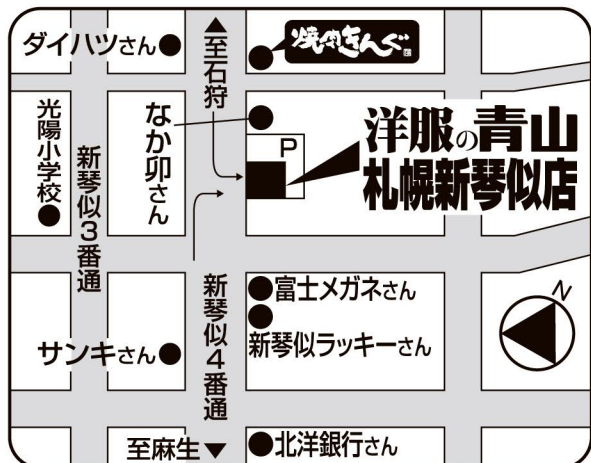 ダイハツさん
▲至石狩
焼肉きんぐ
光陽小学校
新琴似3番通
なか卯さん
P
洋服の青山
札幌新琴似店
新琴似4番通
富士メガネさん
新琴似ラッキーさん
サンキさん
N
至麻生▼
北洋銀行さん